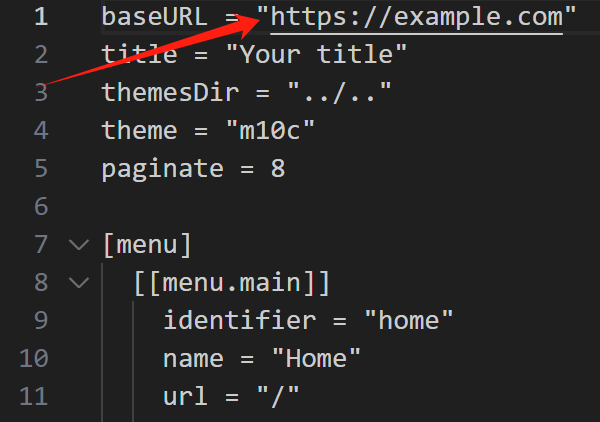 1 baseURL = "https://example.com"
2 title = "Your title"
3 themesDir = "../.."
4 theme = "m10c"
5 paginate = 8
6
7 [menu]
8 [[menu.main]]
9 identifier = "home"
10 name = "Home"
11 url = "/"